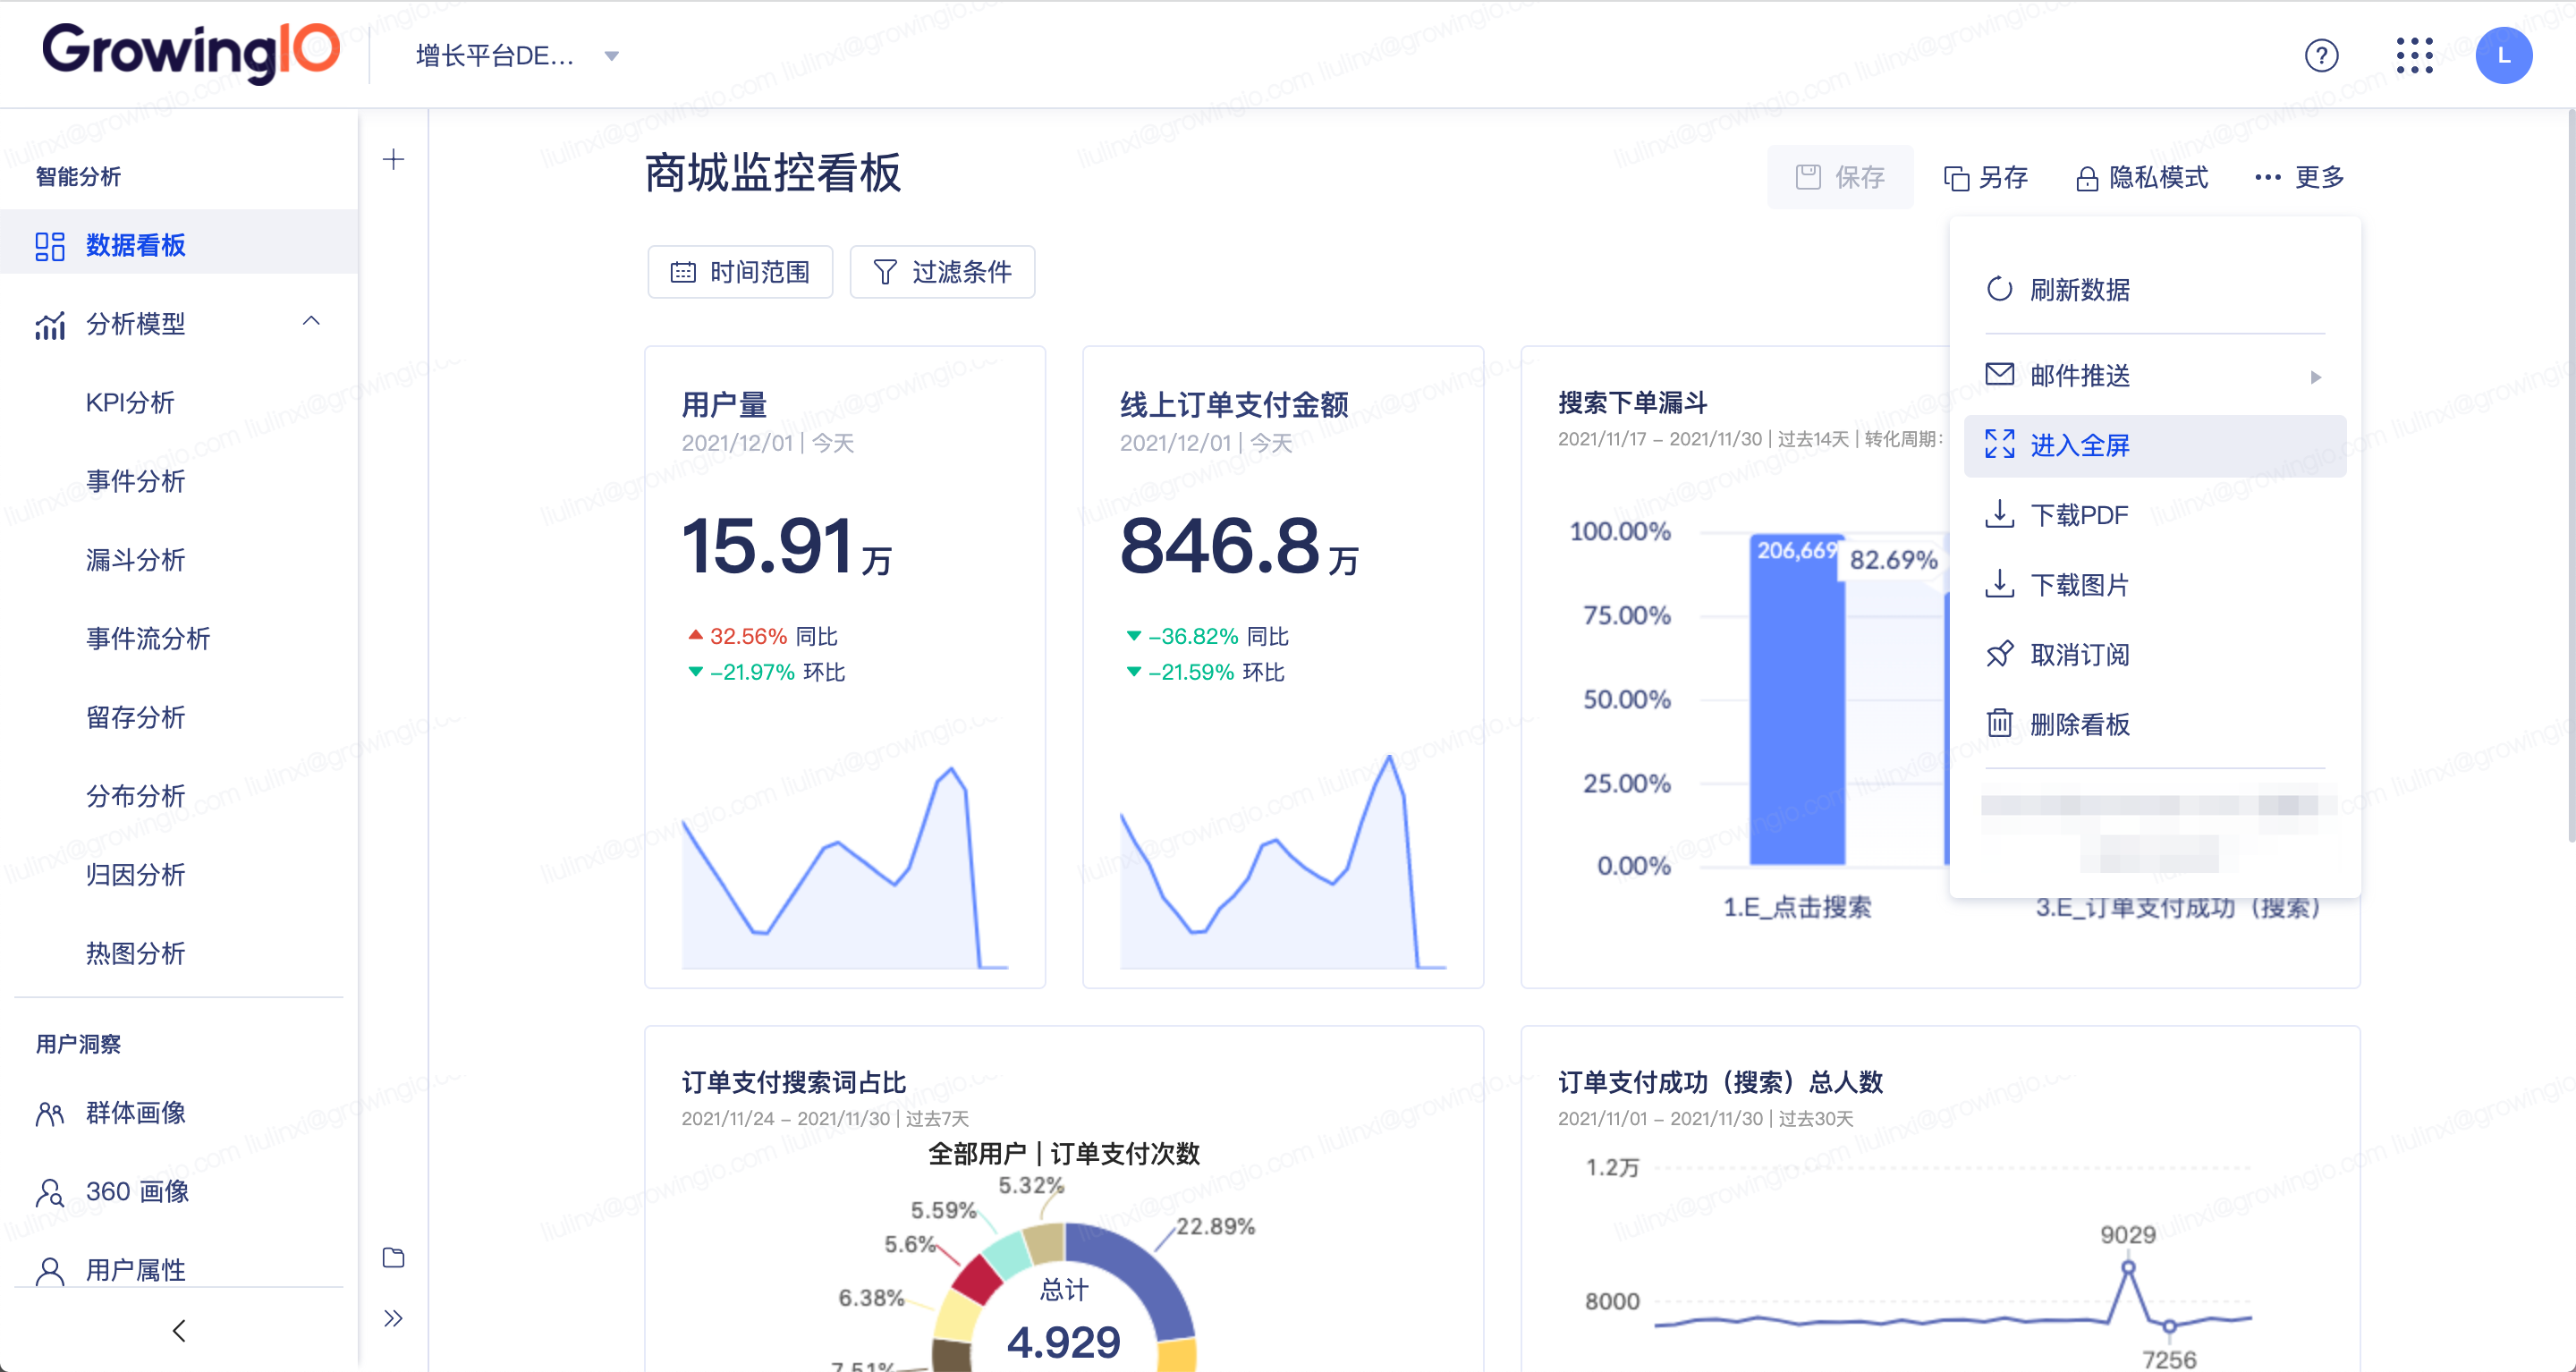 GrowingIO
增长平台DE...
?
L
智能分析
数据看板
分析模型
KPI分析
事件分析
漏斗分析
事件流分析
留存分析
分布分析
归因分析
热图分析
用户洞察
群体画像
360 画像
用户属性
商城监控看板
保存
另存
隐私模式
更多
时间范围
过滤条件
刷新数据
邮件推送
进入全屏
下载PDF
下载图片
取消订阅
删除看板
用户量
2021/12/01 | 今天
15.91万
32.56% 同比
-21.97% 环比
线上订单支付金额
2021/12/01 | 今天
846.8万
-36.82% 同比
-21.59% 环比
搜索下单漏斗
2021/11/17 - 2021/11/30 | 过去14天 | 转化周期:
100.00%
75.00%
50.00%
25.00%
0.00%
206,669
82.69%
1.E_点击搜索
3.E_订单支付成功（搜索）
订单支付搜索词占比
2021/11/24 - 2021/11/30 | 过去7天
全部用户 | 订单支付次数
5.32%
5.59%
22.89%
5.6%
6.38%
7.51%
总计
4.929
订单支付成功（搜索）总人数
2021/11/01 - 2021/11/30 | 过去30天
1.2万
8000
9029
7256
liulinxi@growingio.com